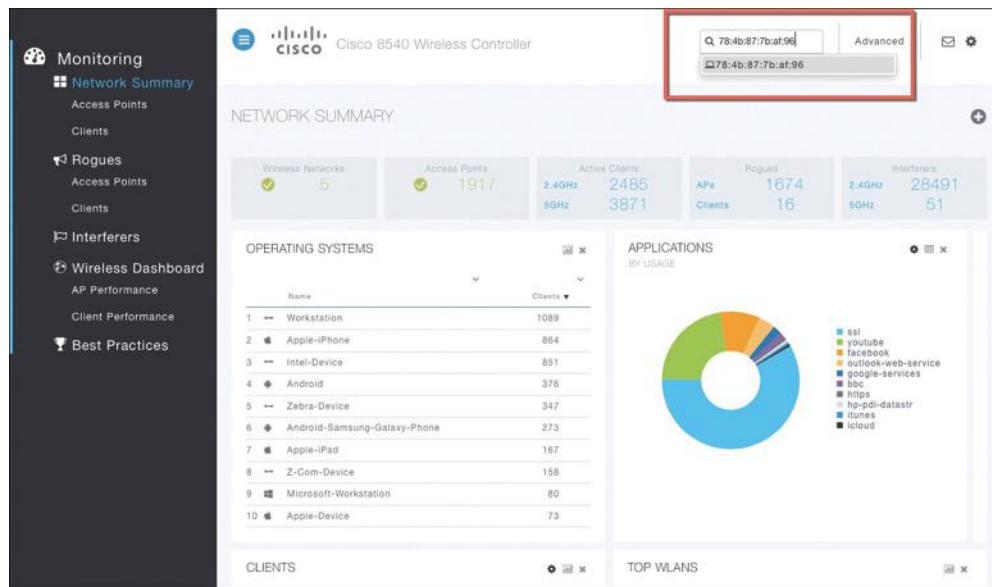 Monitoring
Network Summary
Access Points
Clients
Rogues
Access Points
Clients
Interferers
Wireless Dashboard
AP Performance
Client Performance
Best Practices
CISCO
Cisco 8540 Wireless Controller
78:4b:87:7b:af:96
Advanced
78:4b:87:7b:af:96
NETWORK SUMMARY
Wireless Networks
5
Access Points
1917
Active Clients
2.4GHz 2485
5GHz 3871
Rogues
APs 1674
Clients 16
Interferers
2.4GHz 28491
5GHz 51
OPERATING SYSTEMS
Name Clients
1 Workstation 1089
2 Apple-iPhone 864
3 Intel-Device 851
4 Android 376
5 Zebra-Device 347
6 Android-Samsung-Galaxy-Phone 273
7 Apple-iPad 167
8 Z-Com-Device 158
9 Microsoft-Workstation 80
10 Apple-Device 73
APPLICATIONS
BY USAGE
ssl
youtube
facebook
outlook-web-service
google-services
bbc
https
hp-pdl-datastr
itunes
icloud
CLIENTS
TOP WLANS